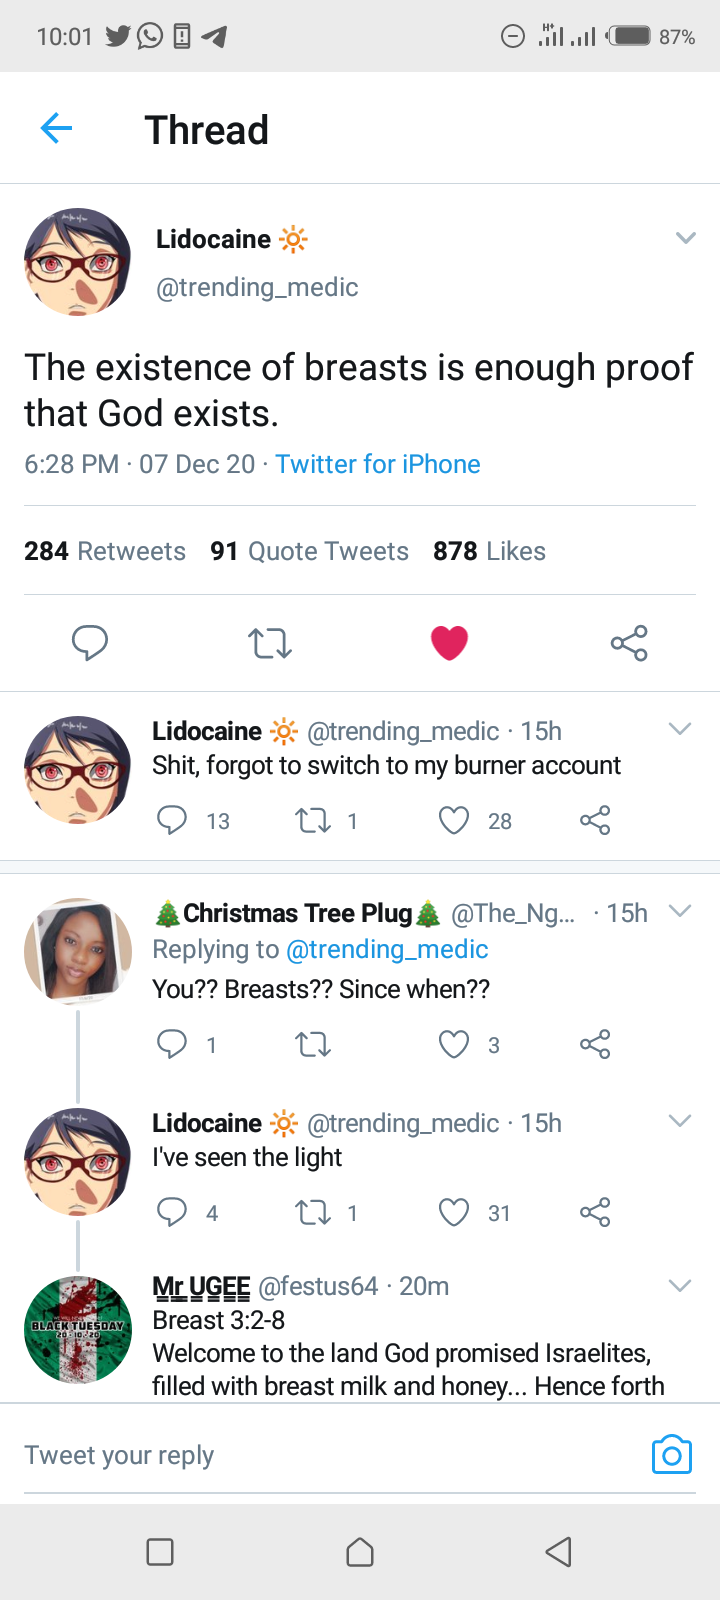 10:01 H+ 87%
Thread
Lidocaine 🔆
@trending_medic
The existence of breasts is enough proof
that God exists.
6:28 PM · 07 Dec 20 · Twitter for iPhone
284 Retweets 91 Quote Tweets 878 Likes
Lidocaine 🔆 @trending_medic · 15h
Shit, forgot to switch to my burner account
13 1 28
🎄Christmas Tree Plug🎄 @The_Ng... · 15h
Replying to @trending_medic
You?? Breasts?? Since when??
1 3
Lidocaine 🔆 @trending_medic · 15h
I've seen the light
4 1 31
Mr UGEE @festus64 · 20m
BLACK TUESDAY
20-10-20
Breast 3:2-8
Welcome to the land God promised Israelites,
filled with breast milk and honey... Hence forth
Tweet your reply